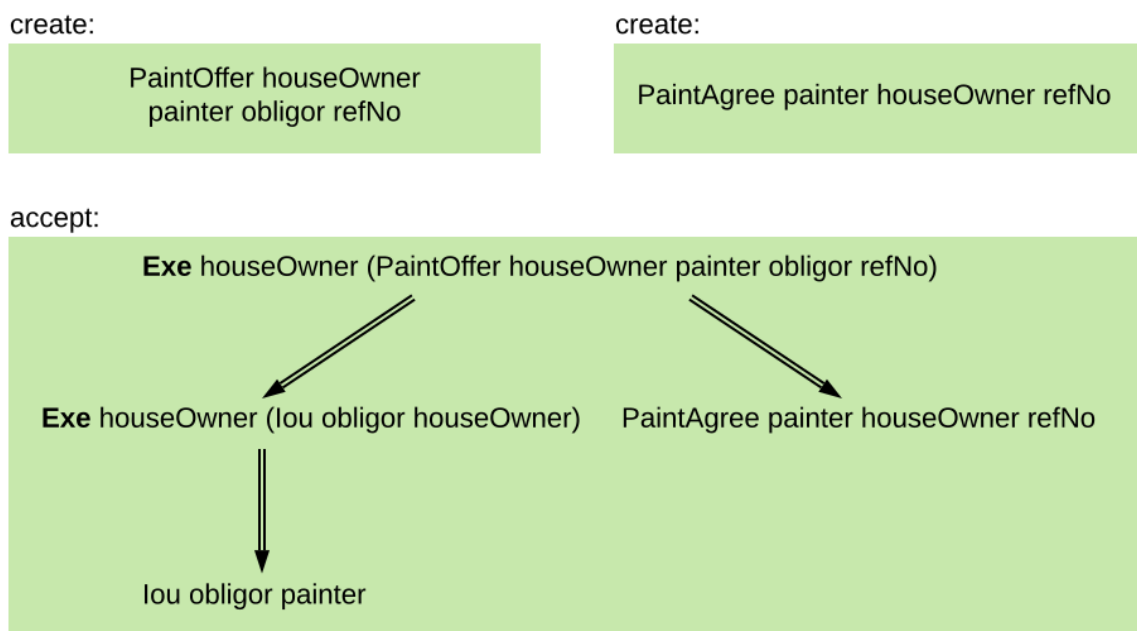 create:
PaintOffer houseOwner
painter obligor refNo
create:
PaintAgree painter houseOwner refNo
accept:
Exe houseOwner (PaintOffer houseOwner painter obligor refNo)
Exe houseOwner (Iou obligor houseOwner)
PaintAgree painter houseOwner refNo
Iou obligor painter